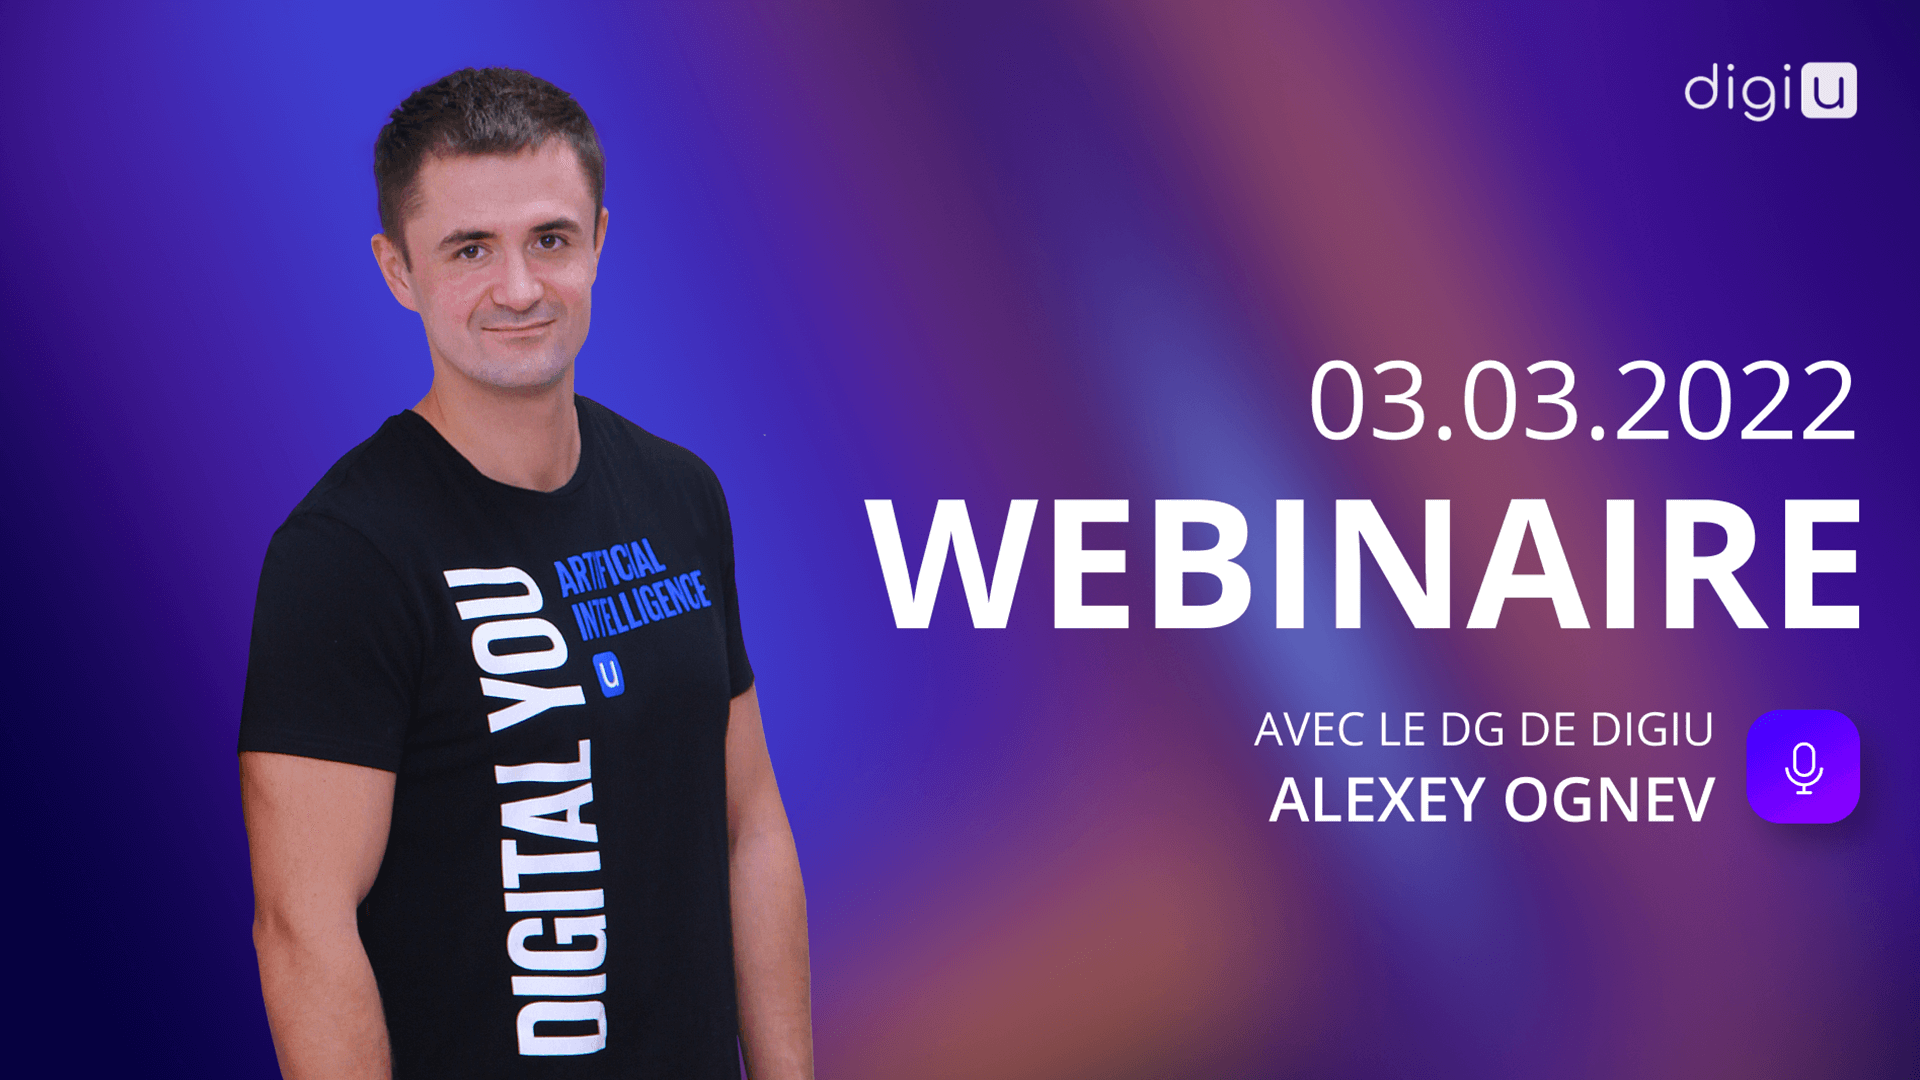 digiu
03.03.2022
WEBINAIRE
AVEC LE DG DE DIGIU
ALEXEY OGNEV
DIGITAL YOU
ARTIFICIAL
INTELLIGENCE
u